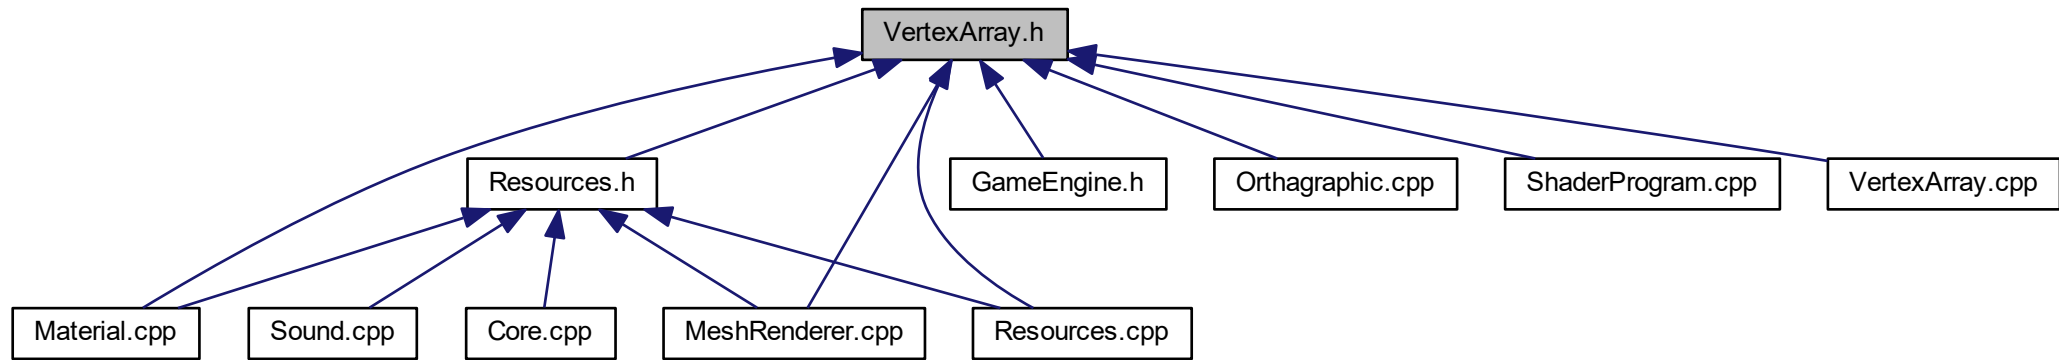 VertexArray.h
Resources.h
GameEngine.h
Orthagraphic.cpp
ShaderProgram.cpp
VertexArray.cpp
Material.cpp
Sound.cpp
Core.cpp
MeshRenderer.cpp
Resources.cpp